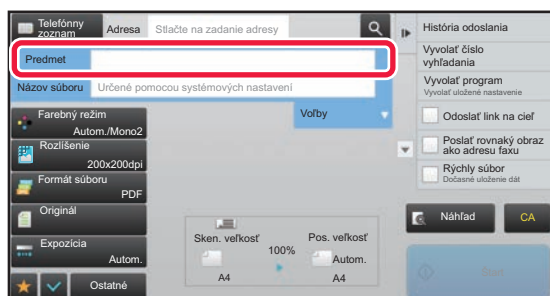 Telefónny
zoznam
Adresa
Stlačte na zadanie adresy
Predmet
Názov súboru
Určené pomocou systémových nastavení
Farebný režim
Autom./Mono2
Rozlíšenie
200x200dpi
Formát súboru
PDF
Originál
Expozícia
Autom.
Ostatné
Voľby
Sken. veľkosť
A4
100%
Pos. veľkosť
Autom.
A4
História odoslania
Vyvolať číslo
vyhľadania
Vyvolať program
Vyvolať uložené nastavenie
Odoslať link na cieľ
Poslať rovnaký obraz
ako adresu faxu
Rýchly súbor
Dočasné uloženie dát
Náhľad
CA
Štart